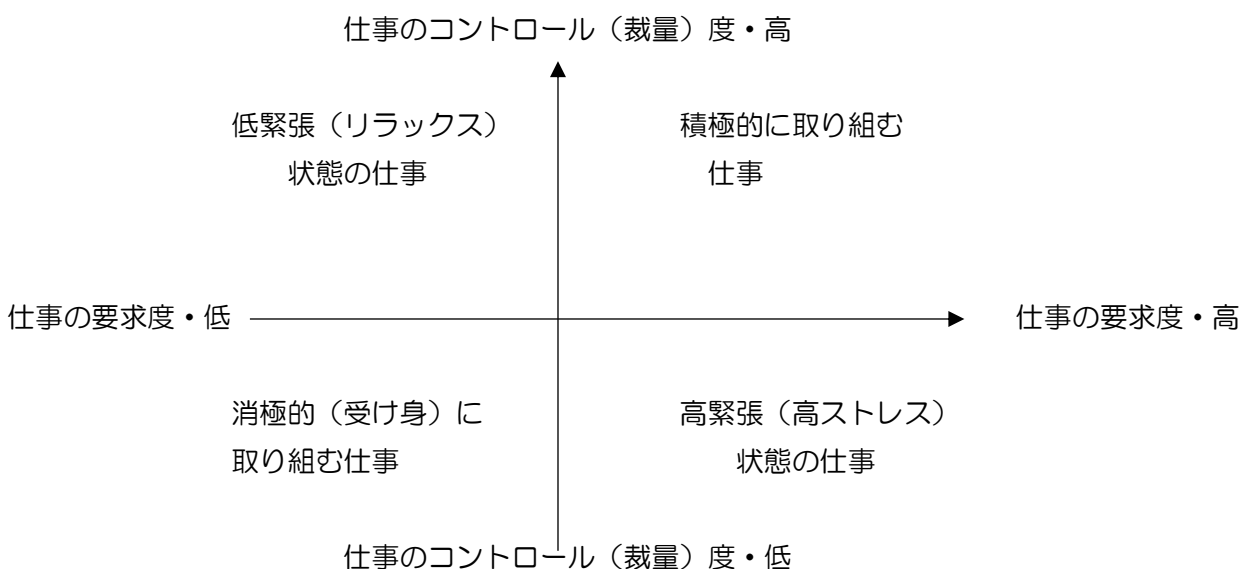 仕事のコントロール（裁量）度・高
低緊張（リラックス）
状態の仕事
積極的に取り組む
仕事
仕事の要求度・低
仕事の要求度・高
消極的（受け身）に
取り組む仕事
高緊張（高ストレス）
状態の仕事
仕事のコントロール（裁量）度・低